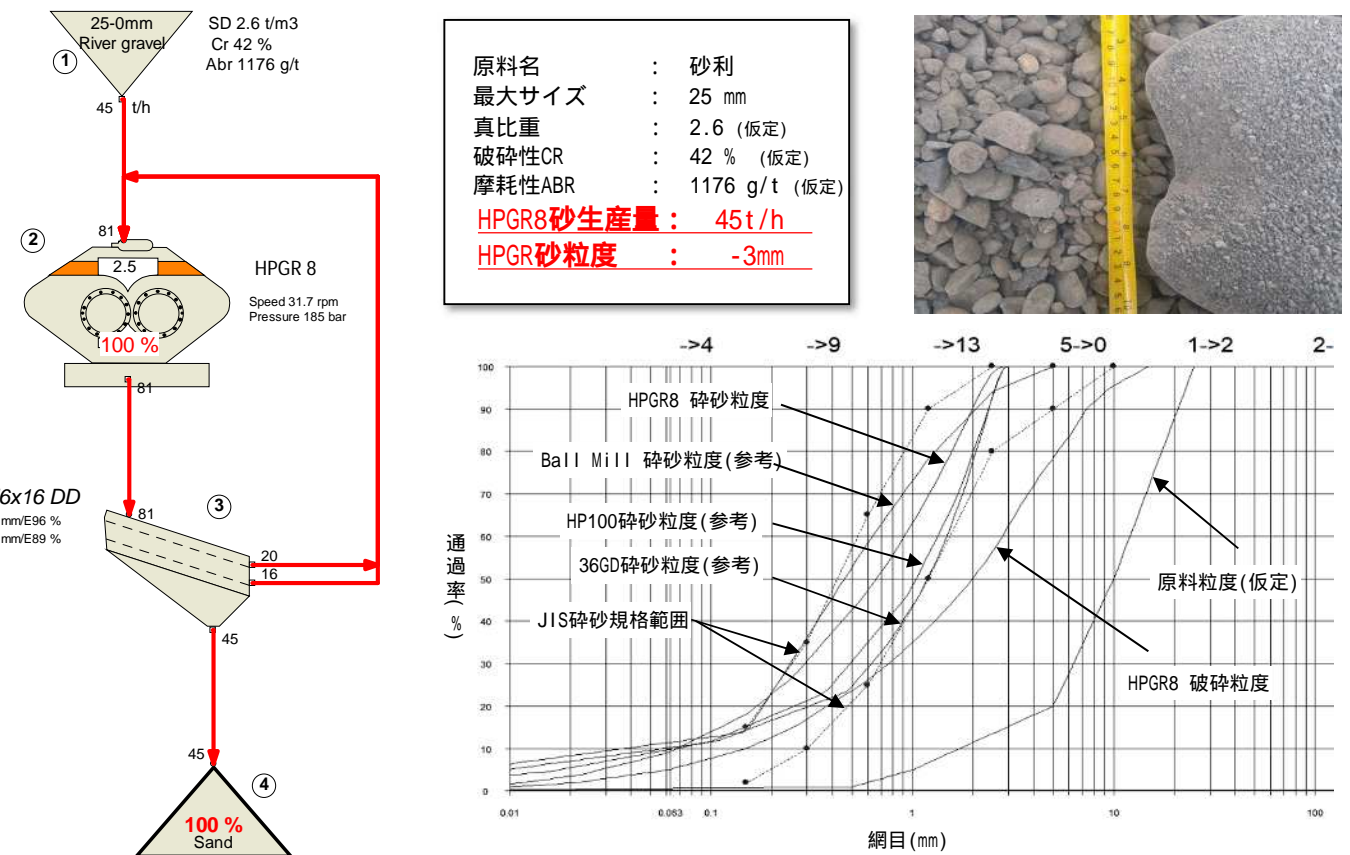 25-0mm
River gravel
SD 2.6 t/m3
Cr 42 %
Abr 1176 g/t
1
45 t/h
2
81
2.5
HPGR 8
Speed 31.7 rpm
Pressure 185 bar
100 %
81
6x16 DD
mm/E96 %
mm/E89 %
81
3
20
16
45
45
4
100 %
Sand
原料名 : 砂利
最大サイズ : 25 mm
真比重 : 2.6 (仮定)
破砕性CR : 42 % (仮定)
摩耗性ABR : 1176 g/t (仮定)
HPGR8砂生産量: 45t/h
HPGR砂粒度 : -3mm
->4 ->9 ->13 5->0 1->2 2-
100
90
80
70
60
50
40
30
20
10
0
通過率(%)
HPGR8 砕砂粒度
Ball Mill 砕砂粒度(参考)
HP100砕砂粒度(参考)
36GD砕砂粒度(参考)
JIS砕砂規格範囲
原料粒度(仮定)
HPGR8 破砕粒度
0.01 0.063 0.1 1 10 100
網目(mm)